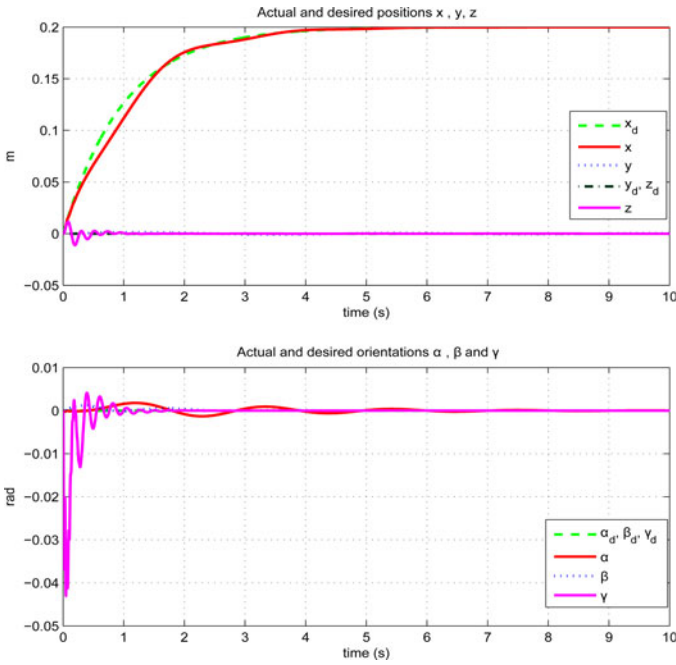 Actual and desired positions x , y, z
0.2
0.15
0.1
0.05
0
−0.05
m
x_d
x
y
y_d, z_d
z
0 1 2 3 4 5 6 7 8 9 10
time (s)
Actual and desired orientations α , β and γ
0.01
0
−0.01
−0.02
−0.03
−0.04
−0.05
rad
α_d, β_d, γ_d
α
β
γ
0 1 2 3 4 5 6 7 8 9 10
time (s)